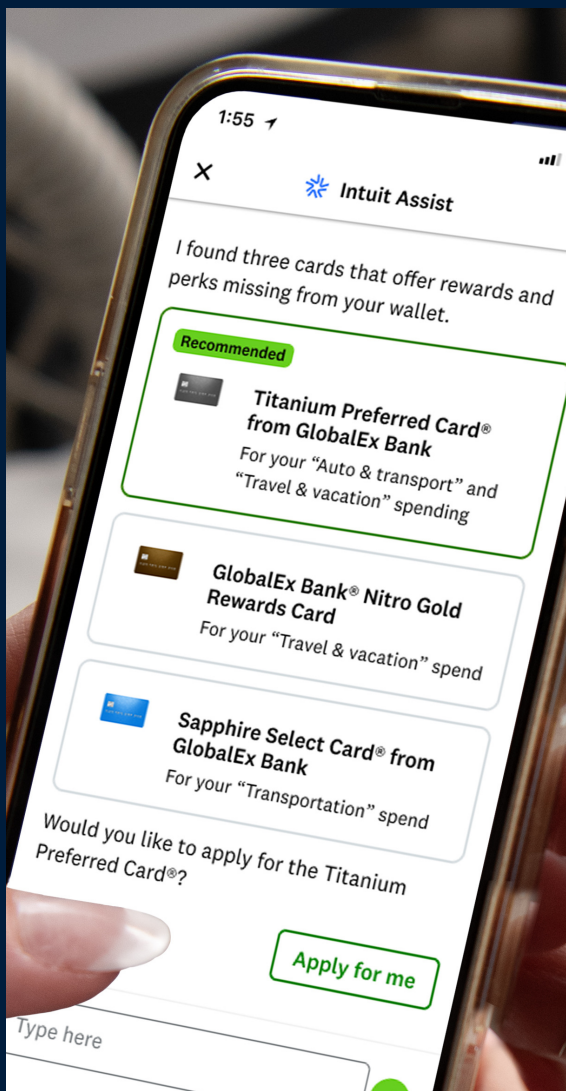 1:55
Intuit Assist
I found three cards that offer rewards and
perks missing from your wallet.
Recommended
Titanium Preferred Card®
from GlobalEx Bank
For your “Auto & transport” and
“Travel & vacation” spending
GlobalEx Bank® Nitro Gold
Rewards Card
For your “Travel & vacation” spend
Sapphire Select Card® from
GlobalEx Bank
For your “Transportation” spend
Would you like to apply for the Titanium
Preferred Card®?
Apply for me
Type here